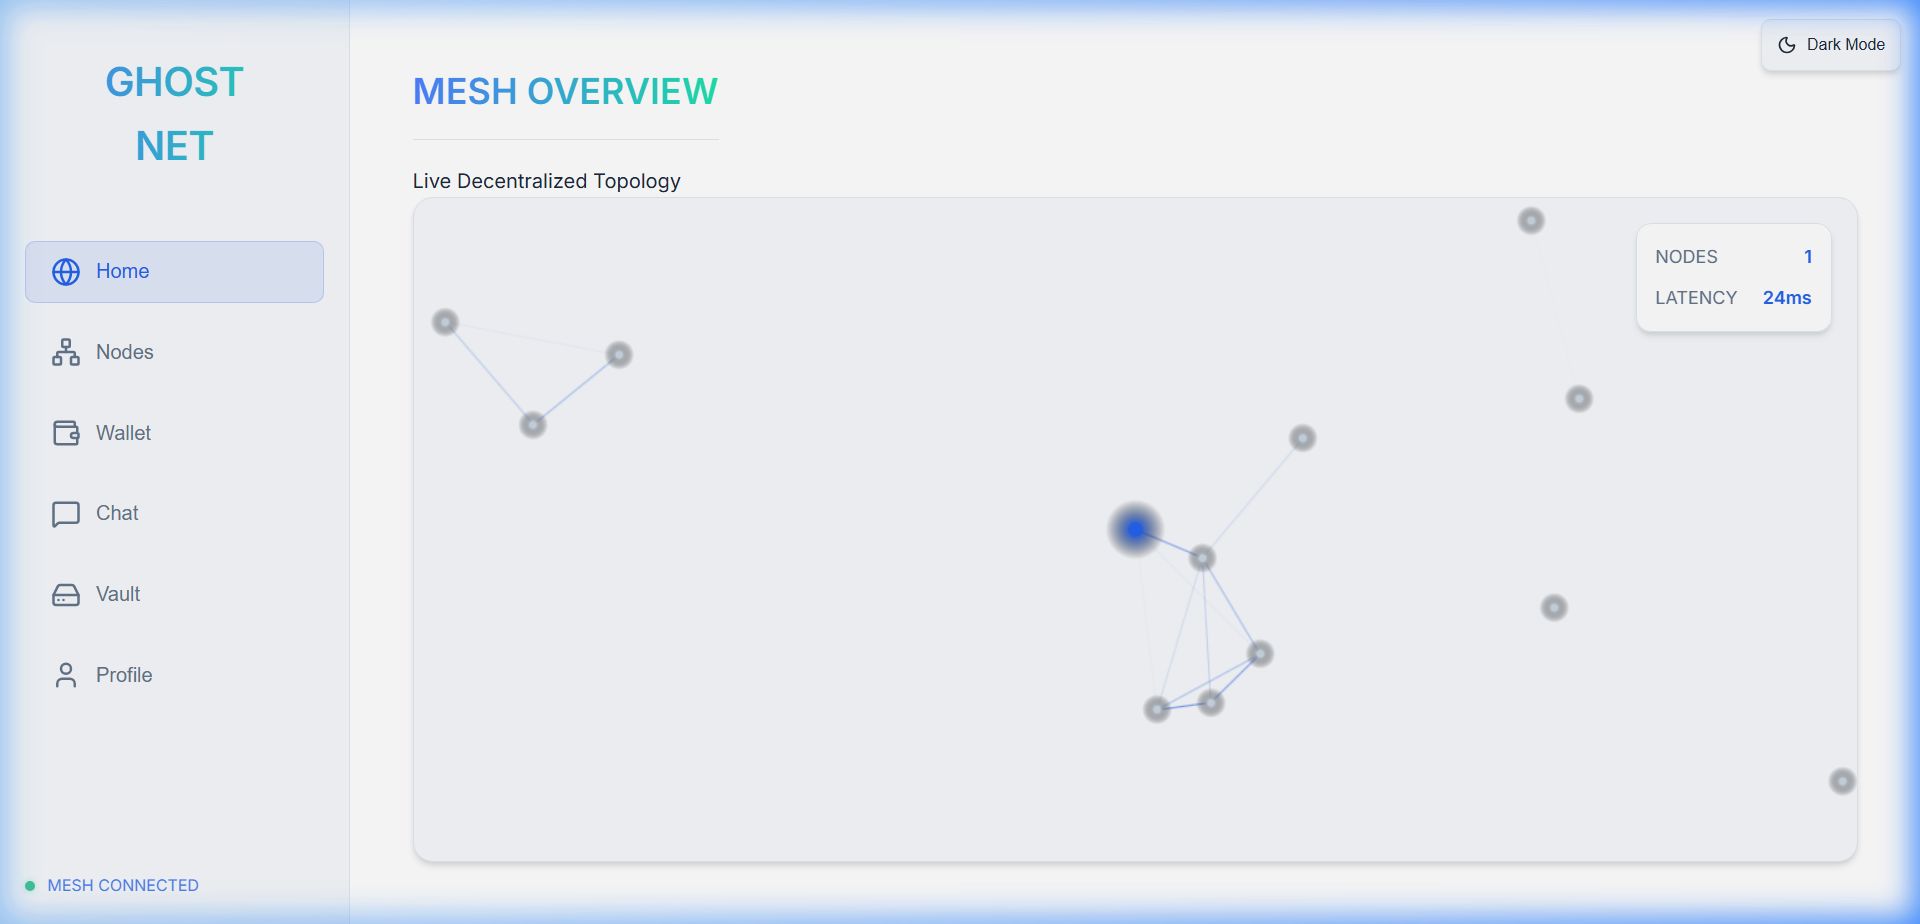 GHOST
NET
Home
Nodes
Wallet
Chat
Vault
Profile
MESH CONNECTED
Dark Mode
MESH OVERVIEW
Live Decentralized Topology
NODES 1
LATENCY 24ms